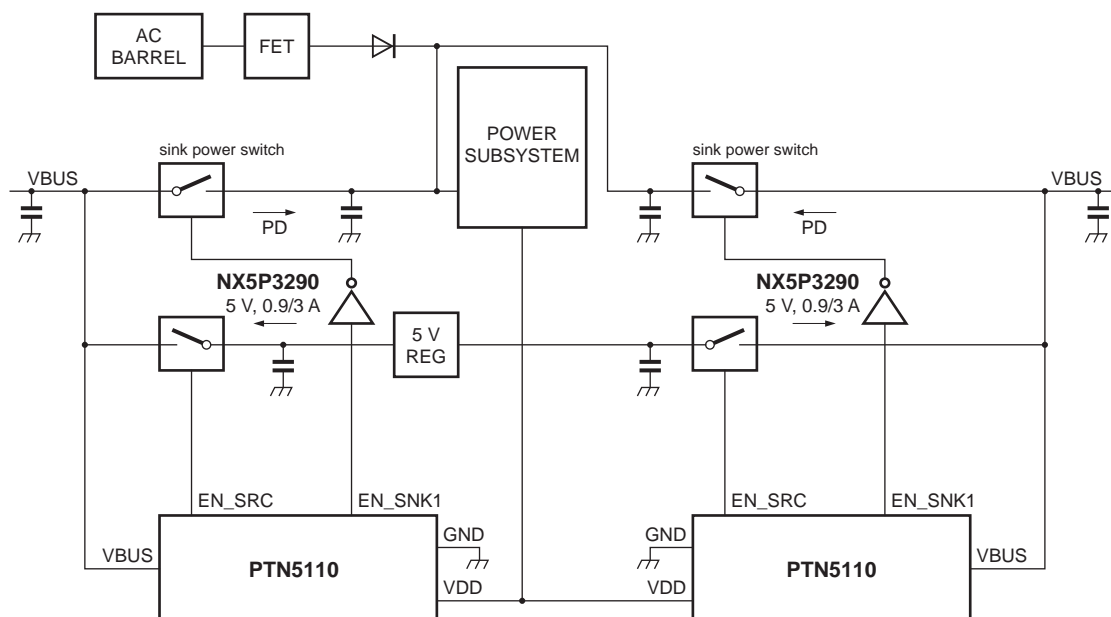 AC
BARREL
FET
POWER
SUBSYSTEM
sink power switch
sink power switch
VBUS
VBUS
PD
PD
NX5P3290
5 V, 0.9/3 A
NX5P3290
5 V, 0.9/3 A
5 V
REG
EN_SRC
EN_SNK1
EN_SRC
EN_SNK1
GND
GND
VBUS
PTN5110
PTN5110
VBUS
VDD
VDD